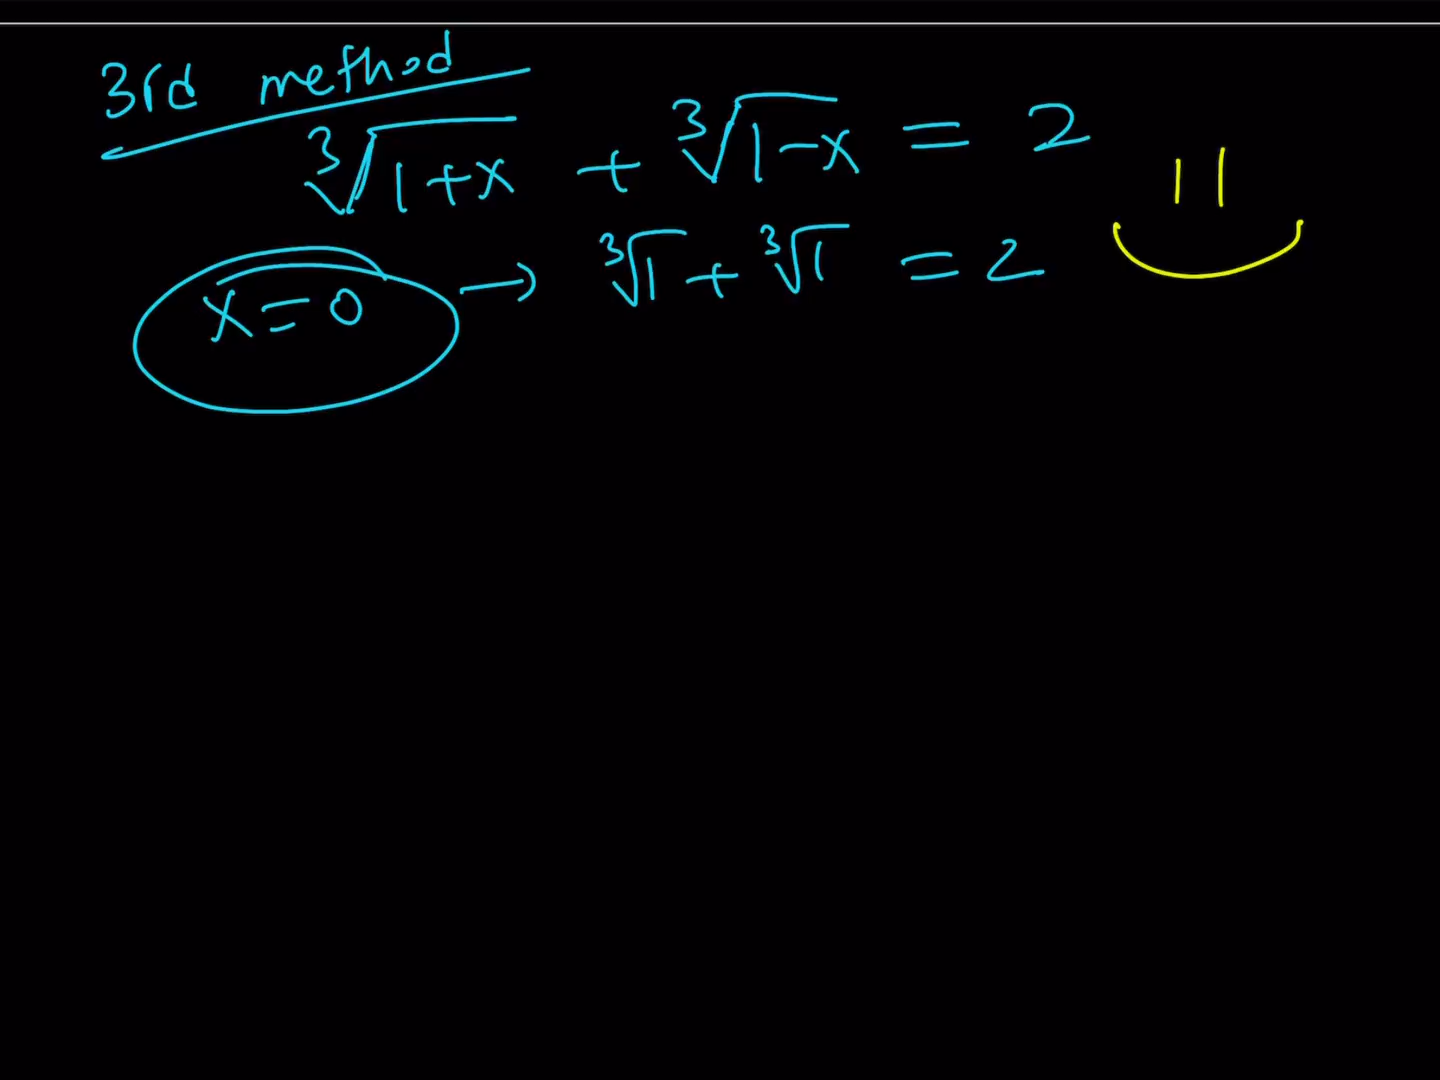 3rd method
∛1+x + ∛1-x = 2
x=0 → ∛1 + ∛1 = 2